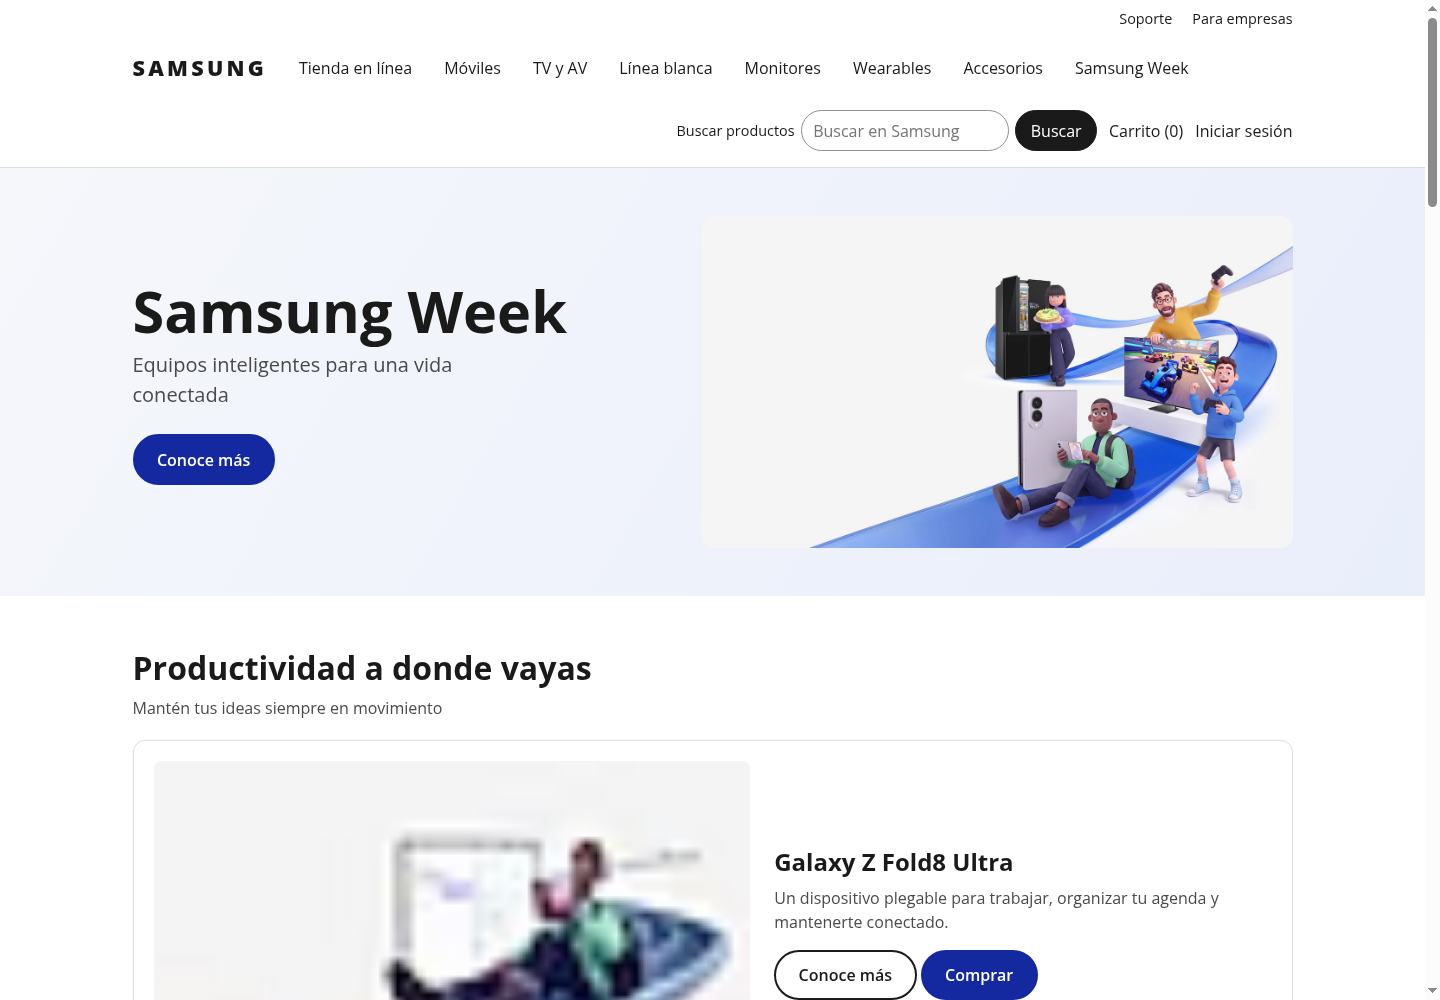 Soporte Para empresas
SAMSUNG Tienda en línea Móviles TV y AV Línea blanca Monitores Wearables Accesorios Samsung Week
Buscar productos Buscar en Samsung Buscar Carrito (0) Iniciar sesión
Samsung Week
Equipos inteligentes para una vida
conectada
Conoce más
Productividad a donde vayas
Mantén tus ideas siempre en movimiento
Galaxy Z Fold8 Ultra
Un dispositivo plegable para trabajar, organizar tu agenda y
mantenerte conectado.
Conoce más Comprar